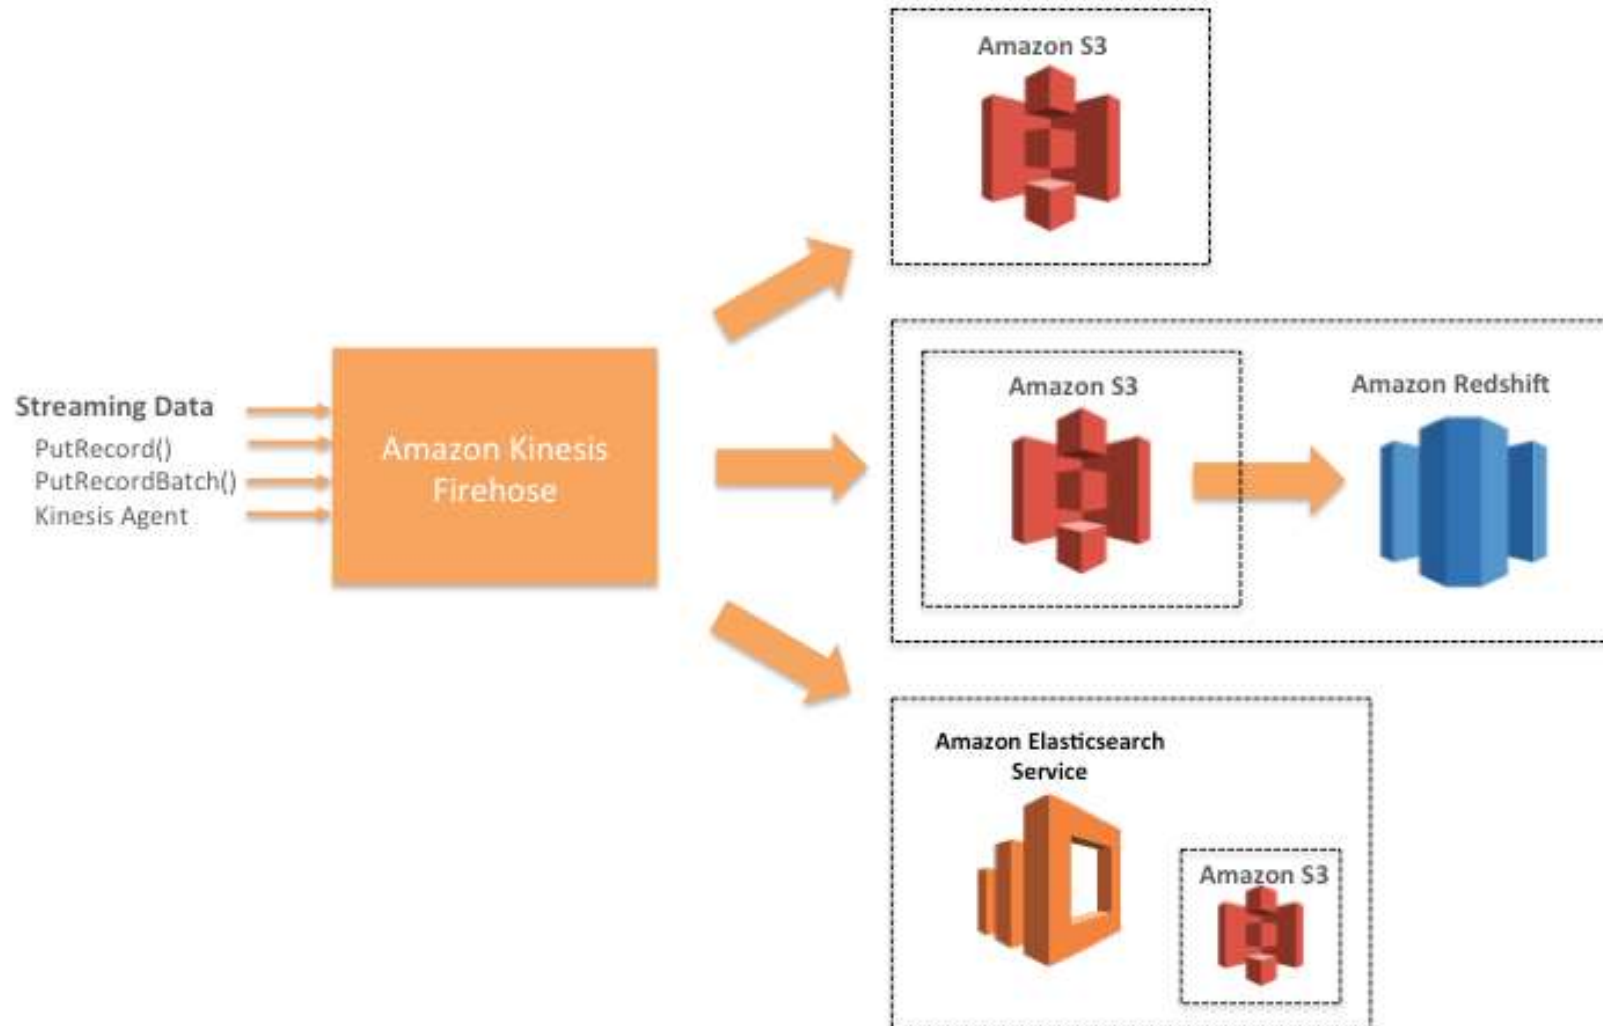 Streaming Data
PutRecord()
PutRecordBatch()
Kinesis Agent
Amazon Kinesis
Firehose
Amazon S3
Amazon S3
Amazon Redshift
Amazon Elasticsearch
Service
Amazon S3